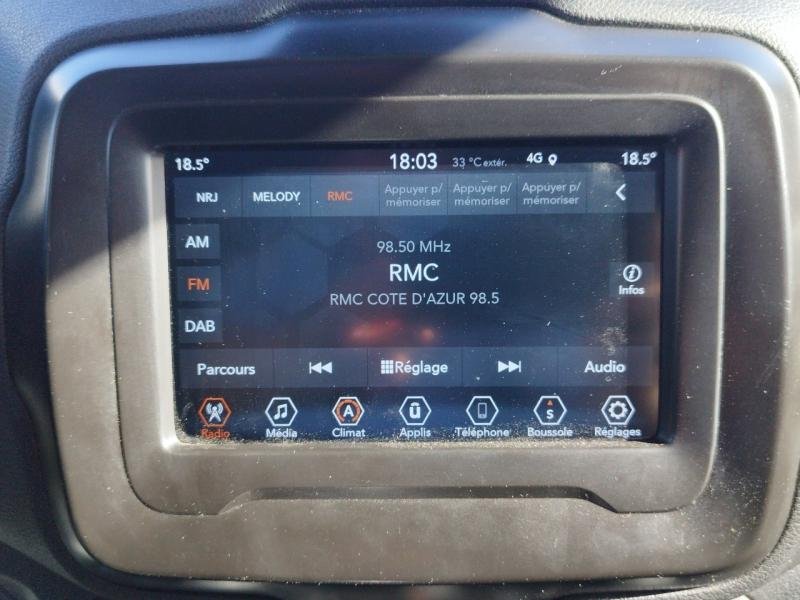 18.5° 18:03 33 °C extér. 4G 18.5°
NRJ MELODY RMC Appuyer p/ Appuyer p/ Appuyer p/
mémoriser mémoriser mémoriser
AM
98.50 MHz
RMC
FM
Infos
RMC COTE D'AZUR 98.5
DAB
Parcours Réglage Audio
A S
Radio Média Climat Applis Téléphone Boussole Réglages